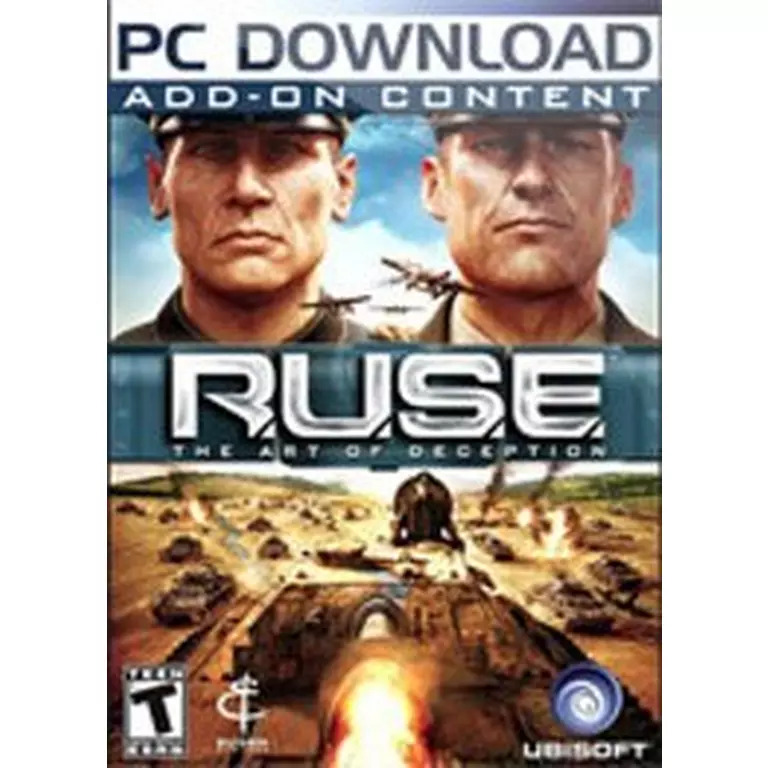 PC DOWNLOAD
ADD-ON CONTENT
R.U.S.E.
THE ART OF DECEPTION
TEEN
T
UBISOFT